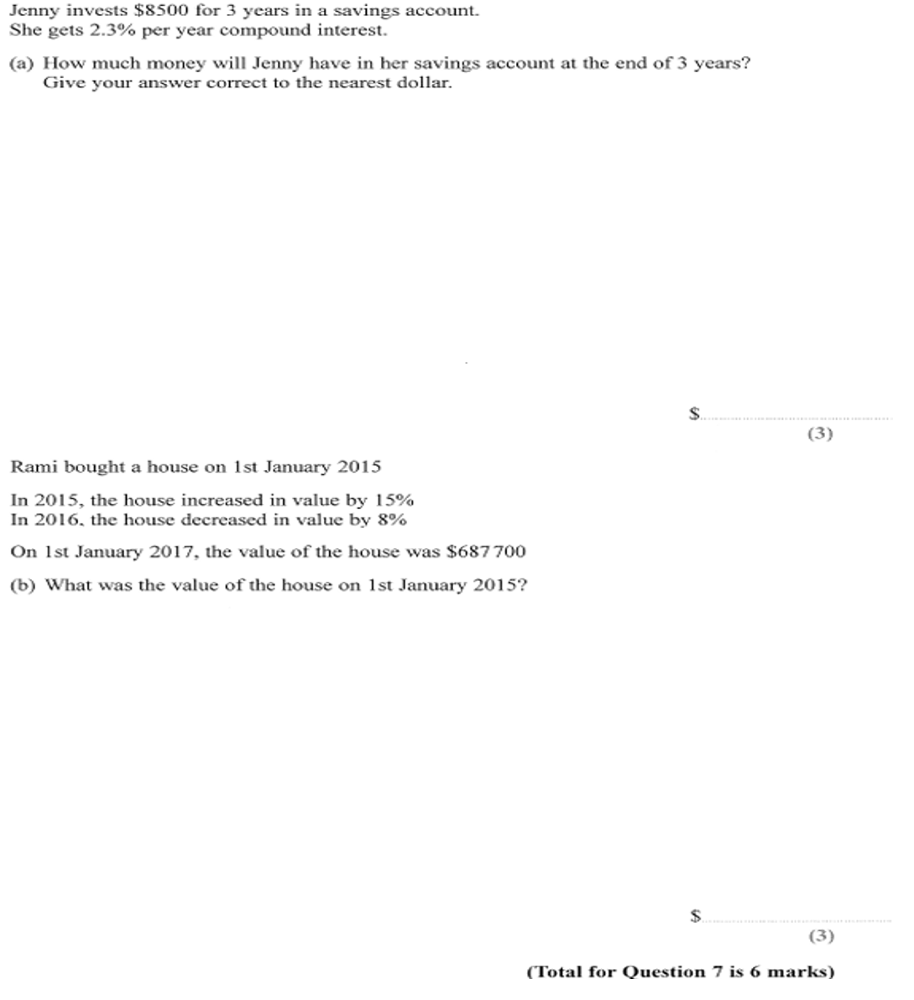 Jenny invests $8500 for 3 years in a savings account.
She gets 2.3% per year compound interest.
(a) How much money will Jenny have in her savings account at the end of 3 years?
Give your answer correct to the nearest dollar.
$
(3)
Rami bought a house on 1st January 2015
In 2015, the house increased in value by 15%
In 2016, the house decreased in value by 8%
On 1st January 2017, the value of the house was $687 700
(b) What was the value of the house on 1st January 2015?
$
(3)
(Total for Question 7 is 6 marks)